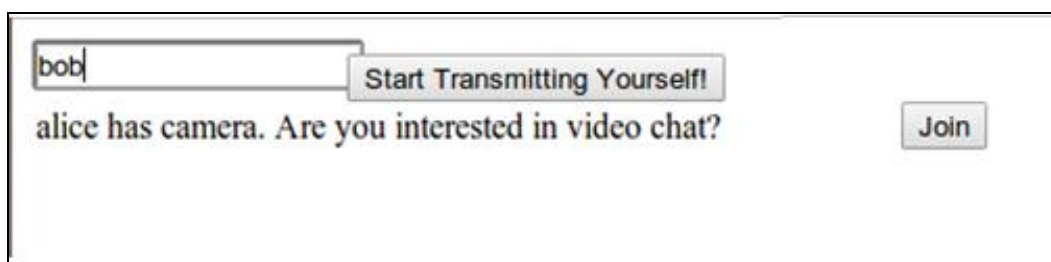 bob
Start Transmitting Yourself!
alice has camera. Are you interested in video chat?
Join